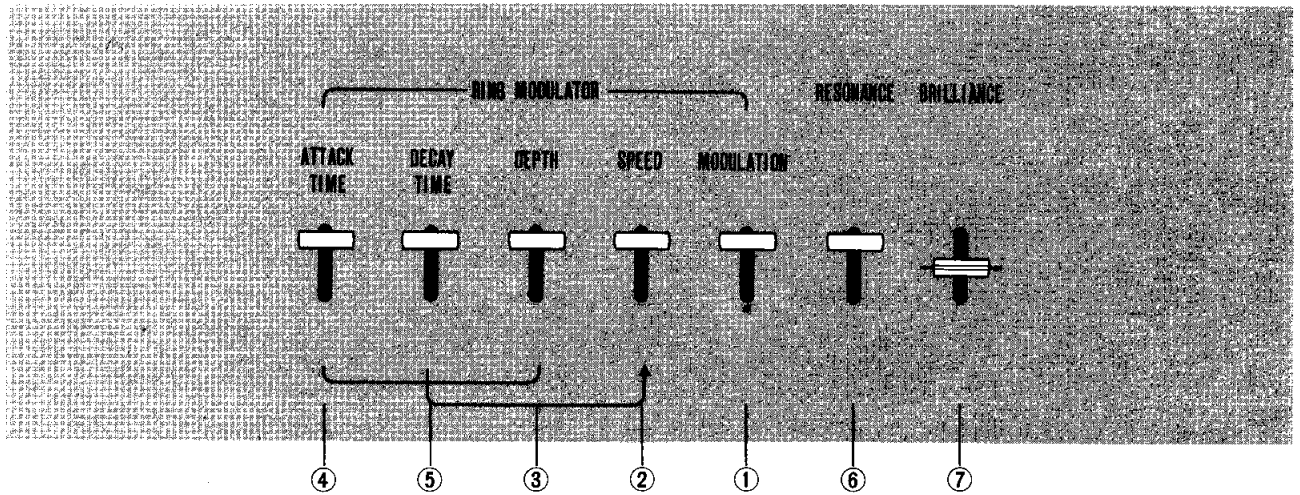 RING MODULATOR
RESONANCE BRILLIANCE
ATTACK TIME
DECAY TIME
DEPTH
SPEED
MODULATION
④ ⑤ ③ ② ① ⑥ ⑦